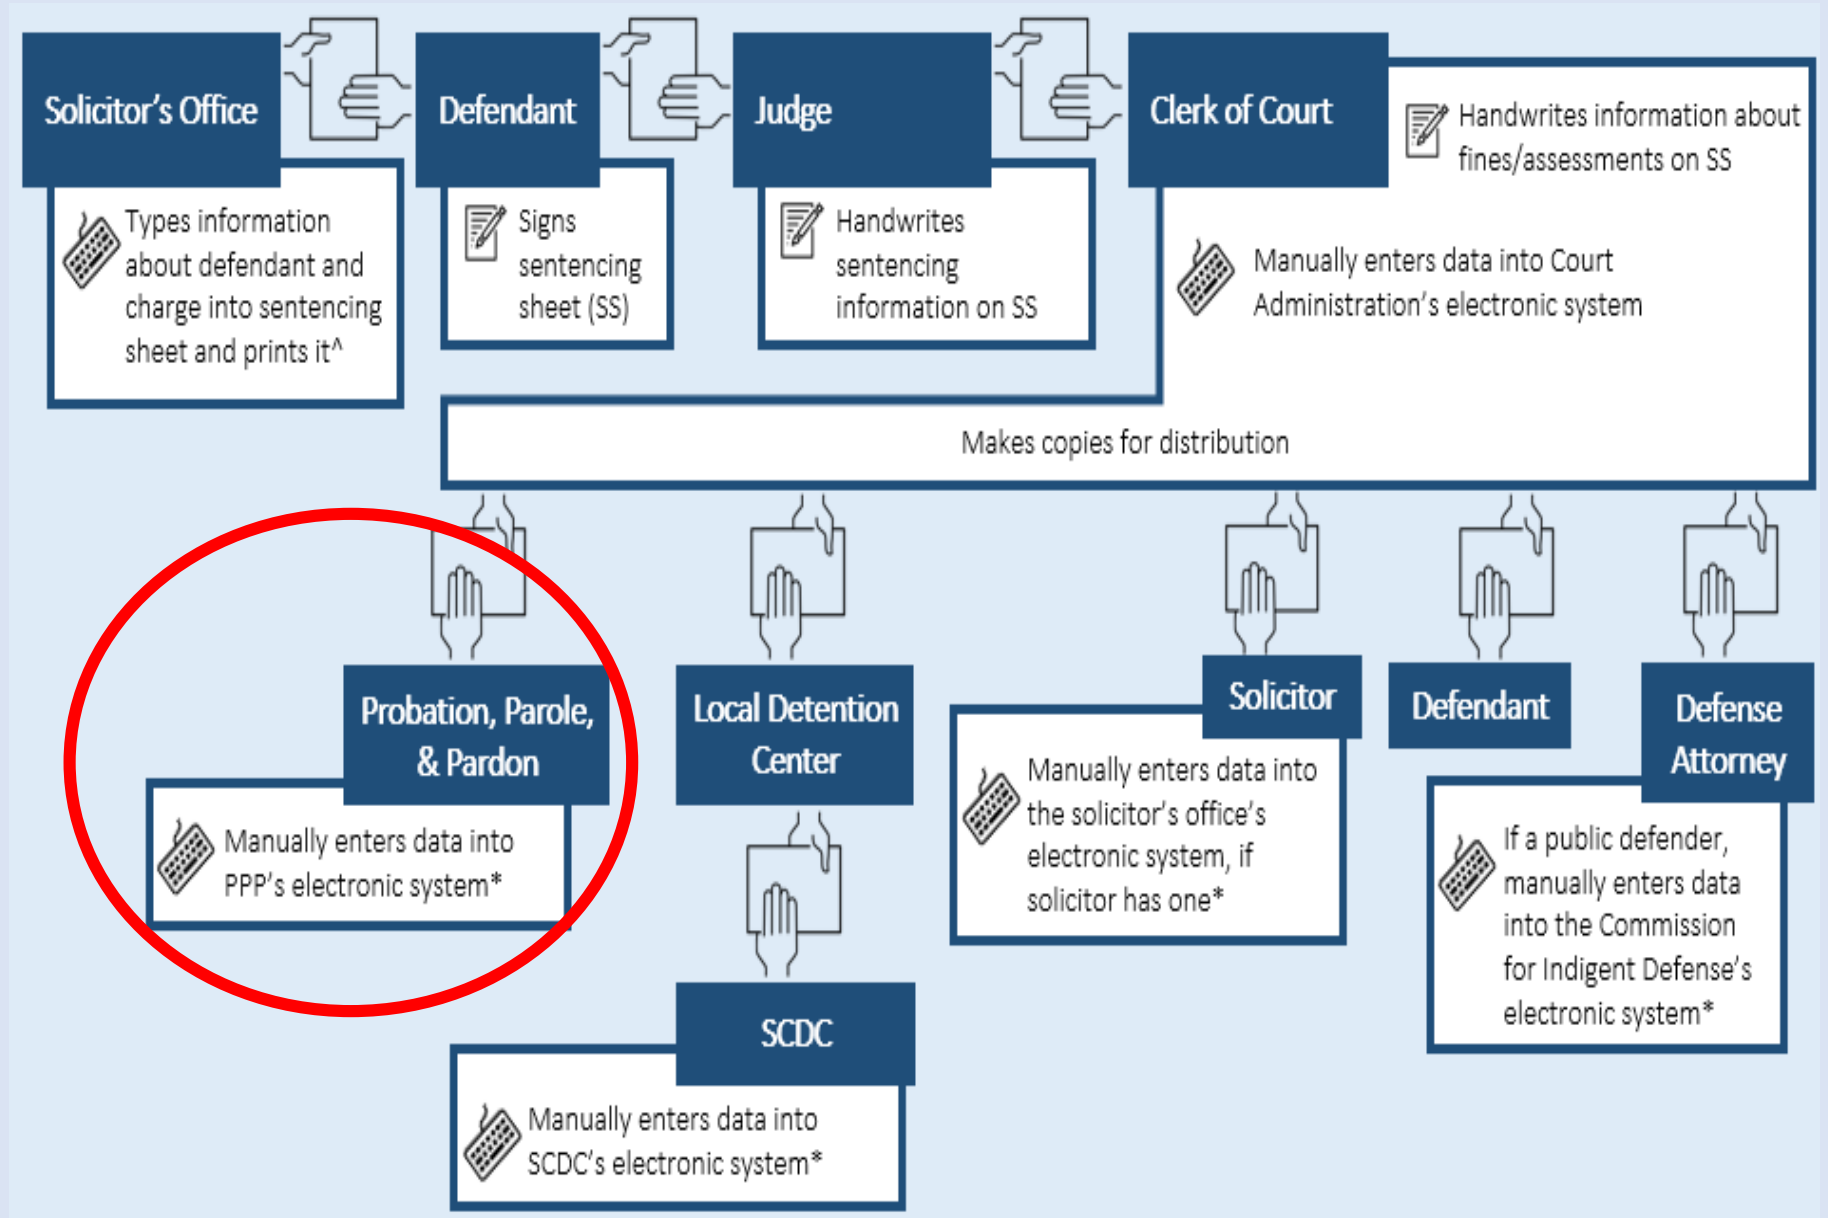 Solicitor's Office
Types information
about defendant and
charge into sentencing
sheet and prints it^
Defendant
Signs
sentencing
sheet (SS)
Judge
Handwrites
sentencing
information on SS
Clerk of Court
Handwrites information about
fines/assessments on SS
Manually enters data into Court
Administration's electronic system
Makes copies for distribution
Probation, Parole,
& Pardon
Manually enters data into
PPP's electronic system*
Local Detention
Center
SCDC
Manually enters data into
SCDC's electronic system*
Solicitor
Manually enters data into
the solicitor's office's
electronic system, if
solicitor has one*
Defendant
Defense
Attorney
If a public defender,
manually enters data
into the Commission
for Indigent Defense's
electronic system*